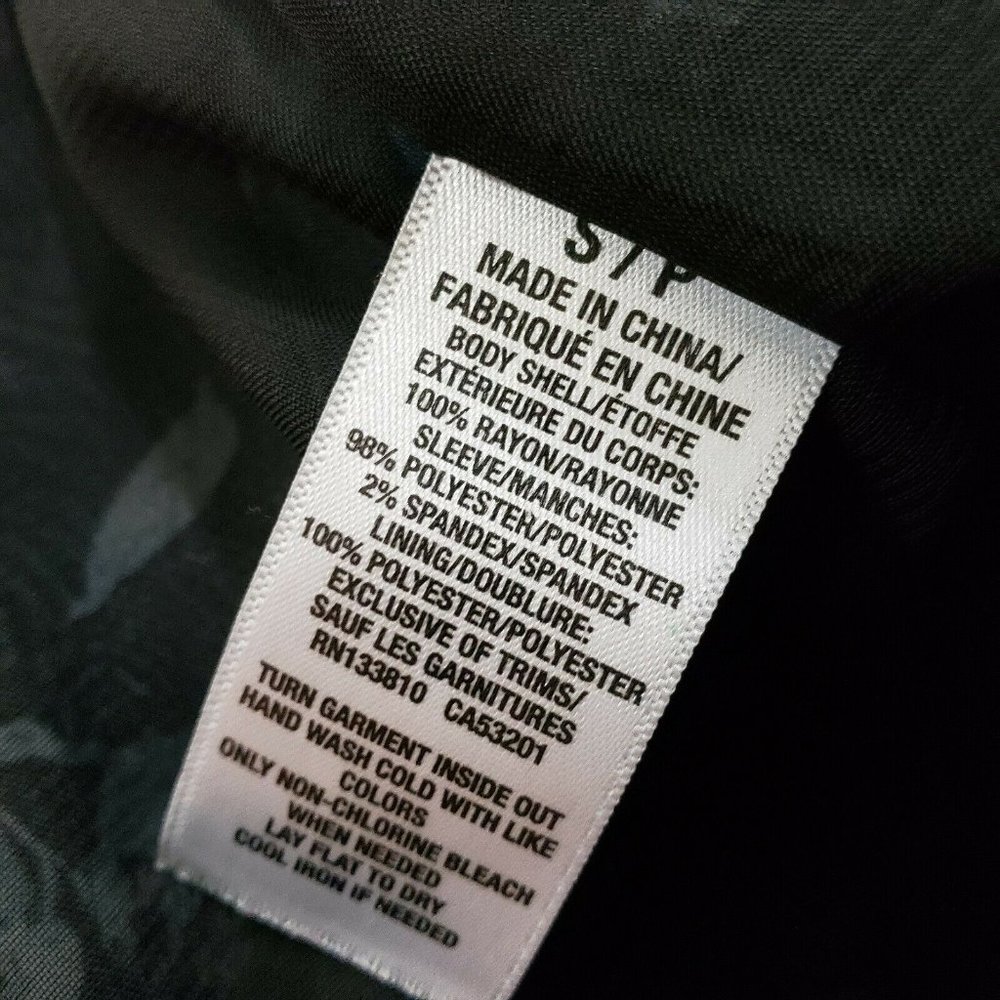 S / P
MADE IN CHINA/
FABRIQUÉ EN CHINE
BODY SHELL/ÉTOFFE
EXTÉRIEURE DU CORPS:
100% RAYON/RAYONNE
SLEEVE/MANCHES:
98% POLYESTER/POLYESTER
2% SPANDEX/SPANDEX
LINING/DOUBLURE:
100% POLYESTER/POLYESTER
EXCLUSIVE OF TRIMS/
SAUF LES GARNITURES
RN133810 CA53201
TURN GARMENT INSIDE OUT
HAND WASH COLD WITH LIKE
COLORS
ONLY NON-CHLORINE BLEACH
WHEN NEEDED
LAY FLAT TO DRY
COOL IRON IF NEEDED